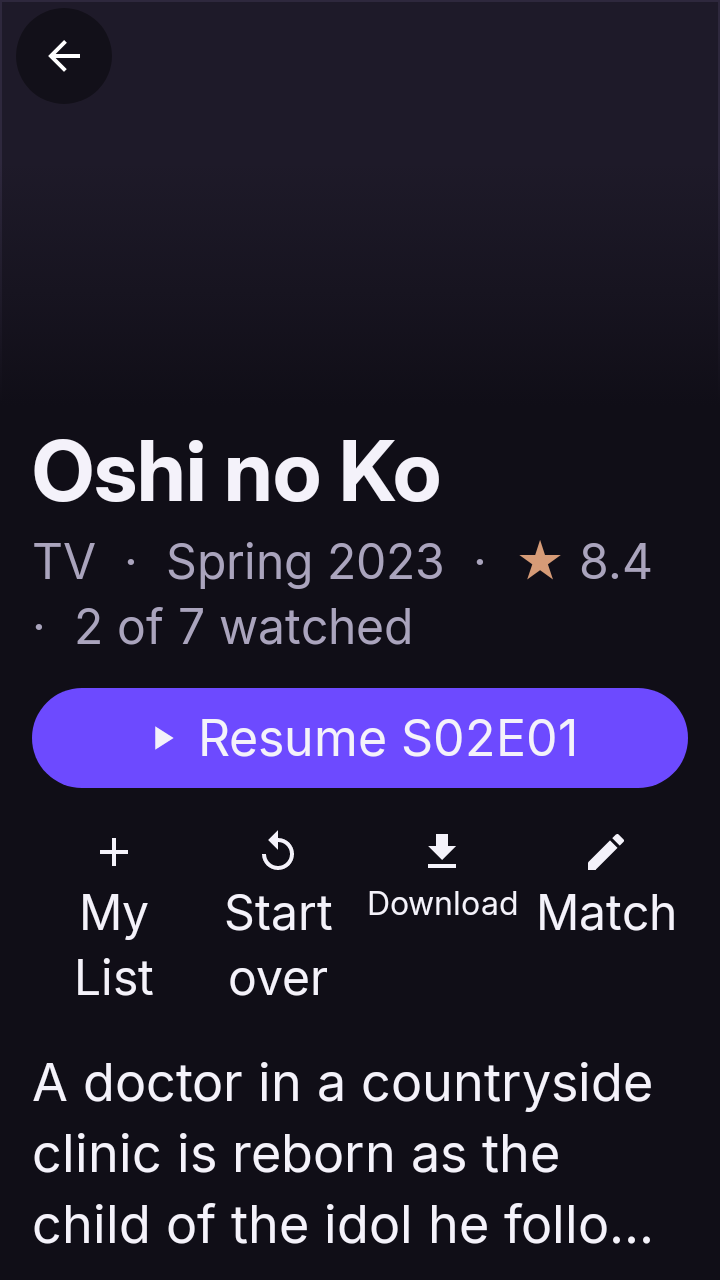 Oshi no Ko
TV · Spring 2023 · ★ 8.4
· 2 of 7 watched
Resume S02E01
My List
Start over
Download
Match
A doctor in a countryside
clinic is reborn as the
child of the idol he follo...